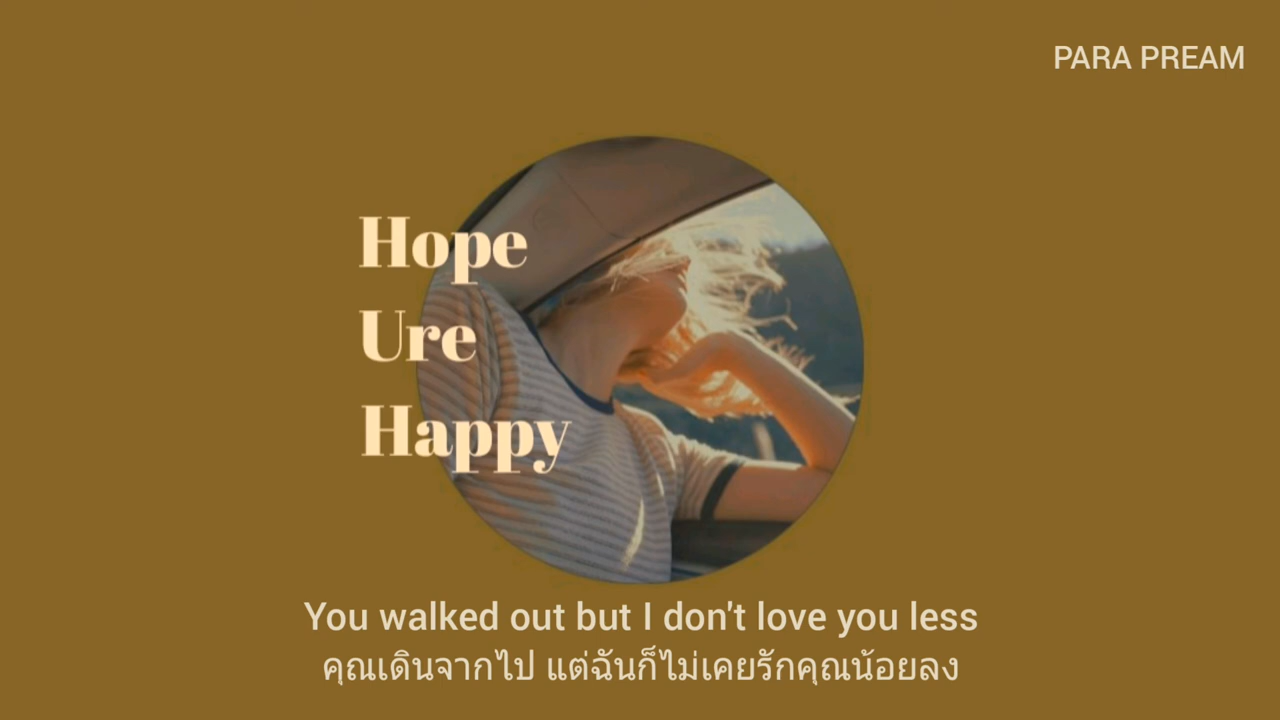 PARA PREAM
Hope
Ure
Happy
You walked out but I don't love you less
คุณเดินจากไป แต่ฉันก็ไม่เคยรักคุณน้อยลง